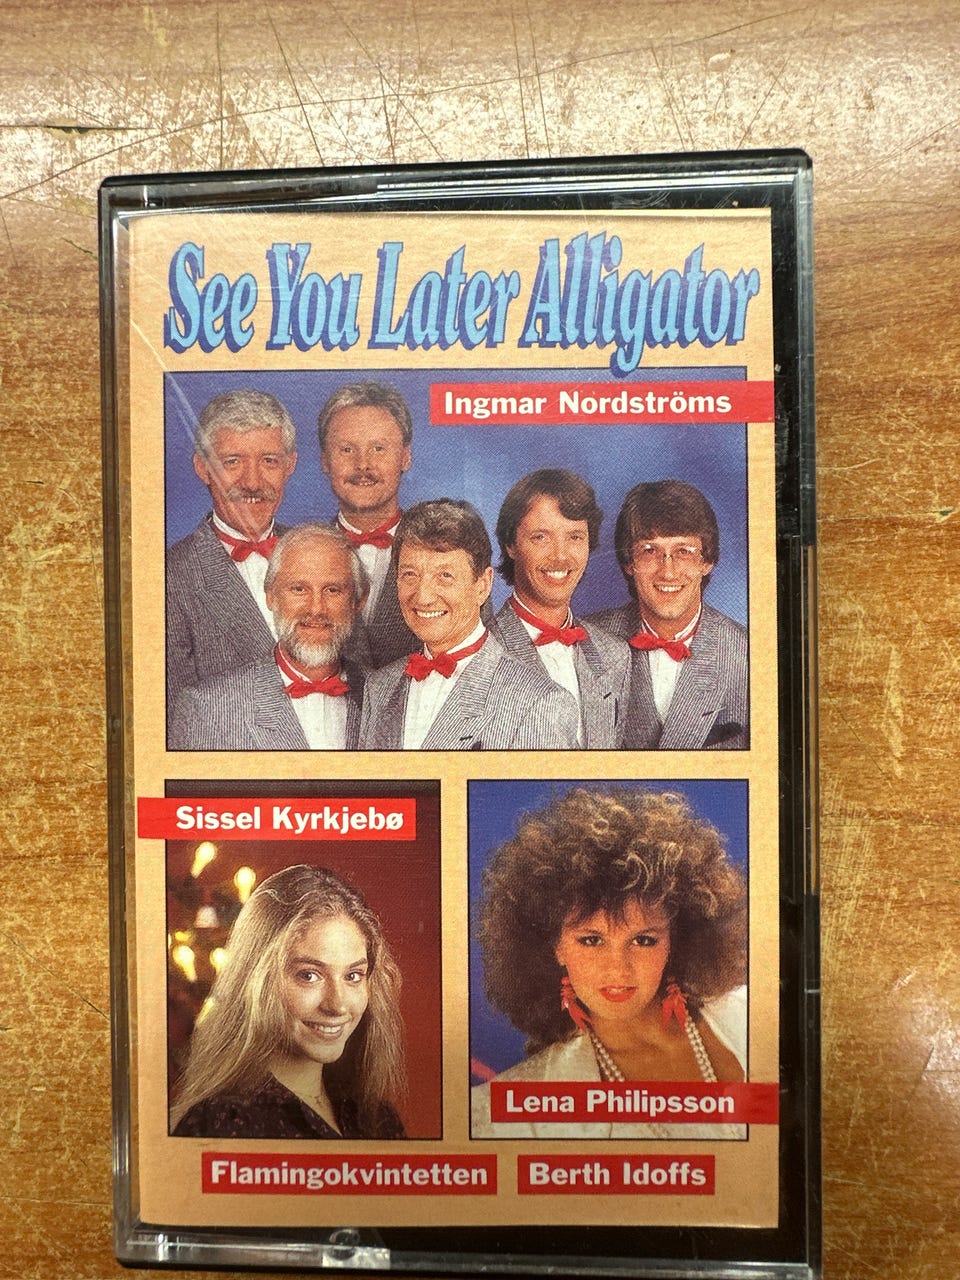 See You Later Alligator
Ingmar Nordströms
Sissel Kyrkjebø
Lena Philipsson
Flamingokvintetten
Berth Idoffs